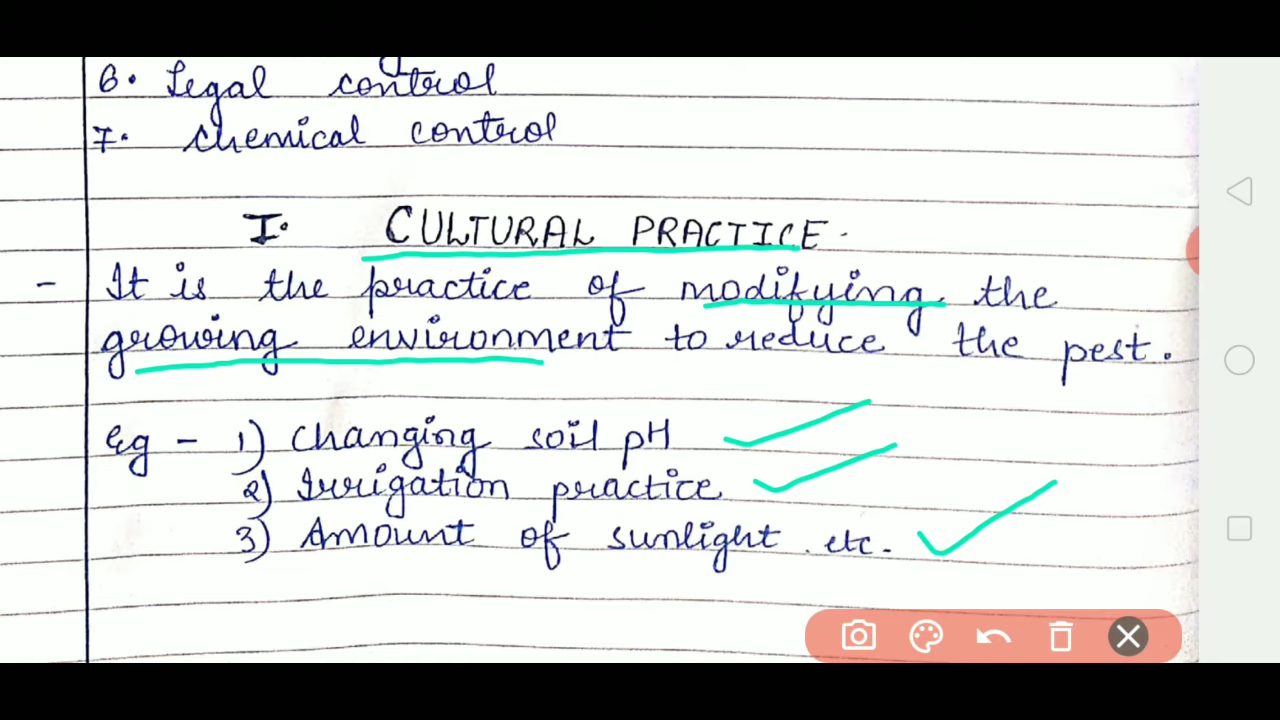 6. Legal control
7. Chemical control
I. CULTURAL PRACTICE.
- It is the practice of modifying the
growing environment to reduce the pest.
Eg - 1) Changing soil pH
2) Irrigation practice
3) Amount of sunlight etc.